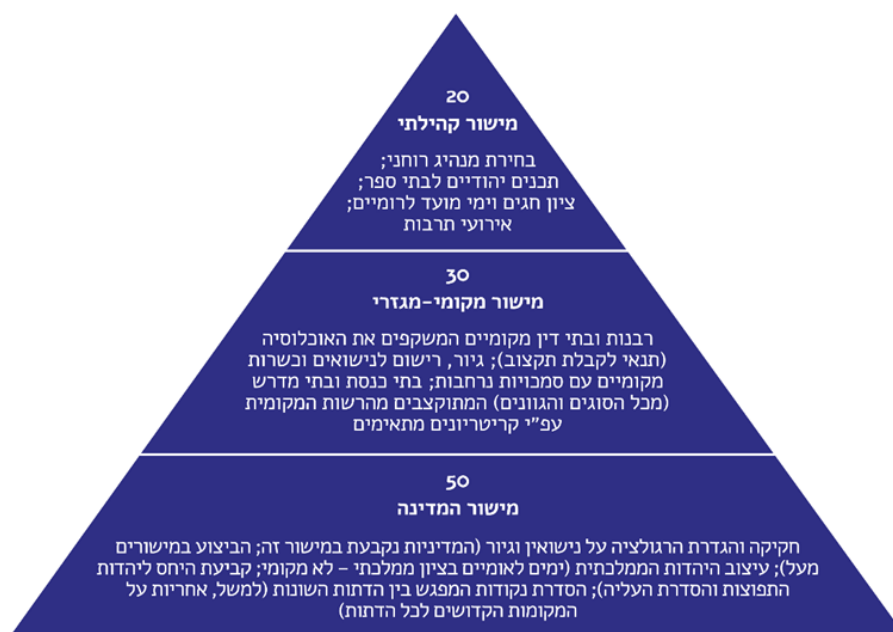 20
מישור קהילתי
בחירת מנהיג רוחני;
תכנים יהודיים לבתי ספר;
ציון חגים וימי מועד לרומיים;
אירועי תרבות
30
מישור מקומי-מגזרי
רבנות ובתי דין מקומיים המשקפים את האוכלוסיה
(תנאי לקבלת תקצוב); גיור, רישום לנישואים וכשרות
מקומיים עם סמכויות נרחבות; בתי כנסת ובתי מדרש
(מכל הסוגים והגוונים) המתוקצבים מהרשות המקומית
עפ"י קריטריונים מתאימים
50
מישור המדינה
חקיקה והגדרת הרגולציה על נישואין וגיור (המדיניות נקבעת במישור זה; הביצוע במישורים
מעל); עיצוב היהדות הממלכתית (ימים לאומיים בציון ממלכתי – לא מקומי; קביעת היחס ליהדות
התפוצות והסדרת העליה); הסדרת נקודות המפגש בין הדתות השונות (למשל, אחריות על
המקומות הקדושים לכל הדתות)